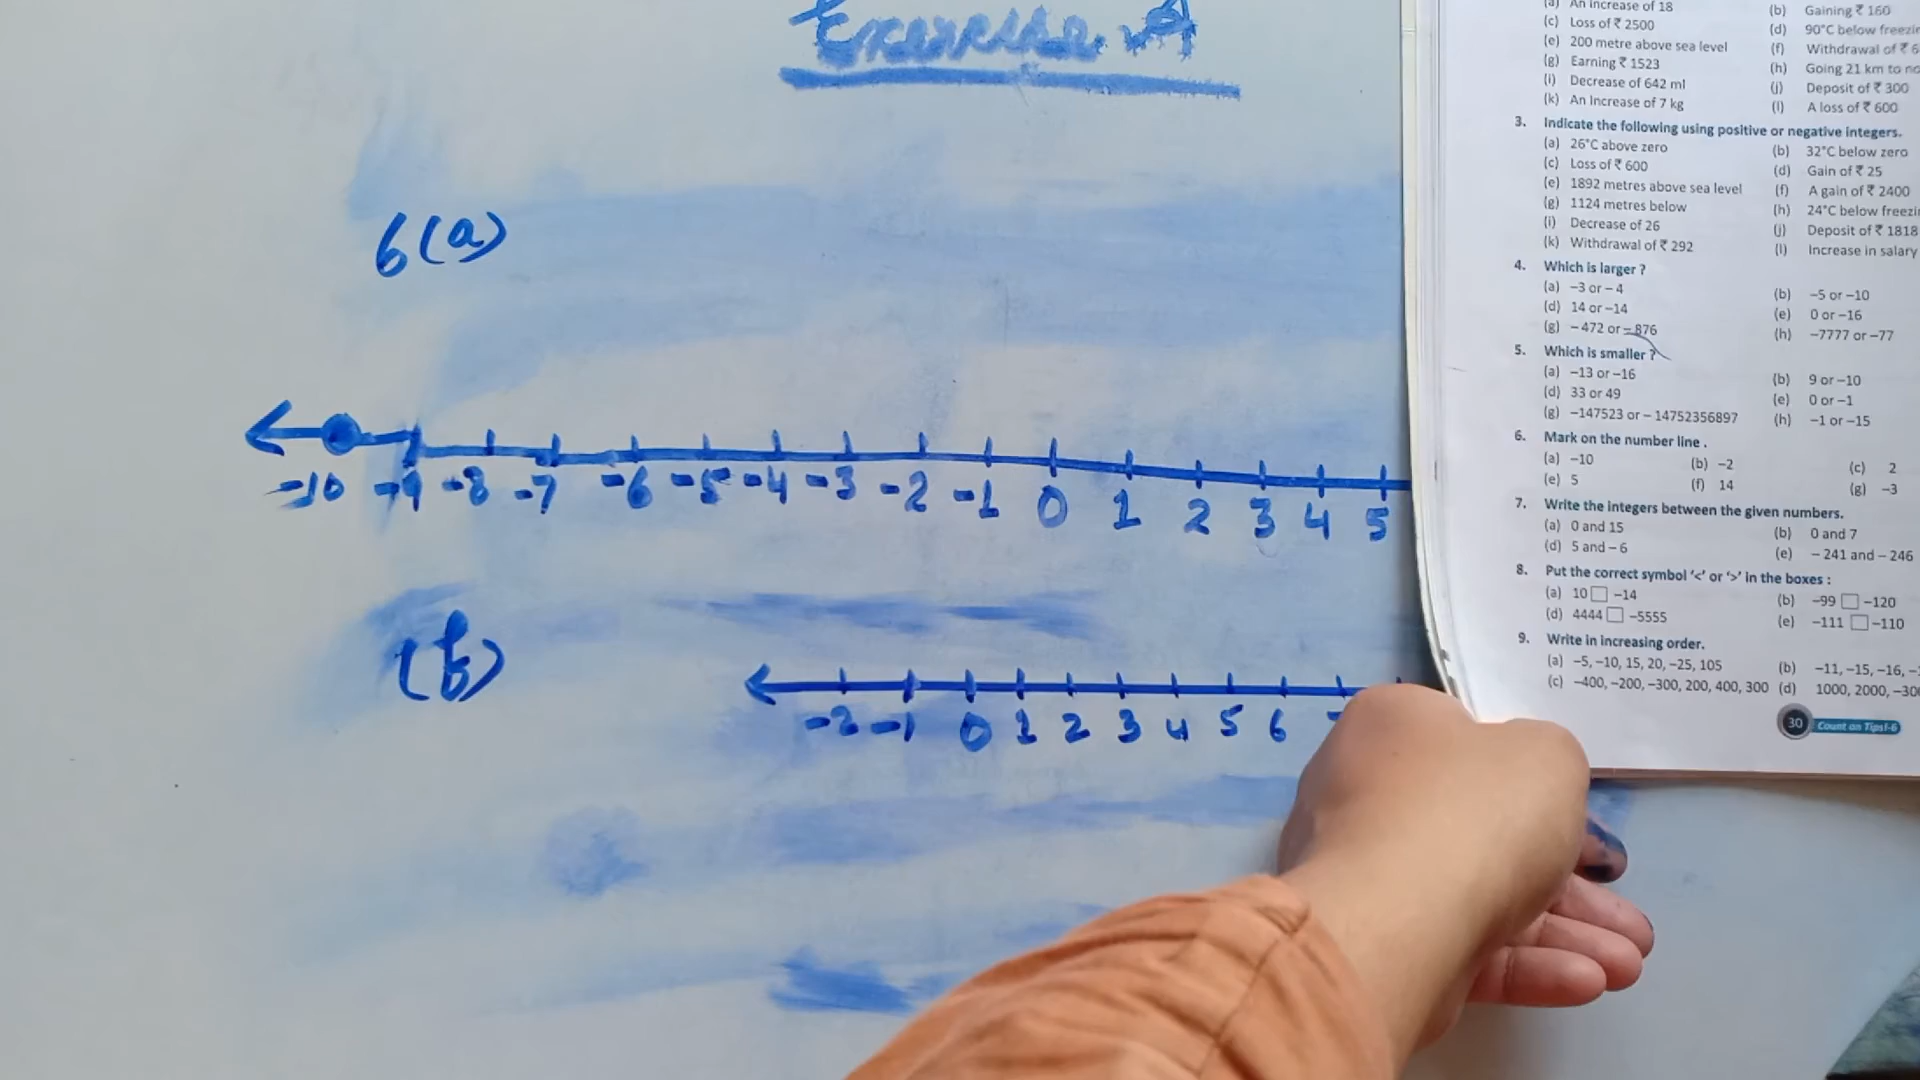 Exercise A
6(a)
-10 -9 -8 -7 -6 -5 -4 -3 -2 -1 0 1 2 3 4 5
(f)
-2 -1 0 1 2 3 4 5 6
(a) An increase of 18 (b) Gaining ₹ 160
(c) Loss of ₹ 2500 (d) 90°C below
(e) 200 metre above sea level (f) Withdrawal of ₹
(g) Earning ₹ 1523 (h) Going 21 km to
(i) Decrease of 642 ml (j) Deposit of ₹ 300
(k) An Increase of 7 kg (l) A loss of ₹ 600
3. Indicate the following using positive or negative integers.
(a) 26°C above zero (b) 32°C below zero
(c) Loss of ₹ 600 (d) Gain of ₹ 25
(e) 1892 metres above sea level (f) A gain of ₹ 2400
(g) 1124 metres below (h) 24°C below
(i) Decrease of 26 (j) Deposit of ₹ 1818
(k) Withdrawal of ₹ 292 (l) Increase in salary
4. Which is larger ?
(a) –3 or – 4 (b) –5 or –10
(d) 14 or –14 (e) 0 or –16
(g) – 472 or – 876 (h) –7777 or –77
5. Which is smaller ?
(a) –13 or –16 (b) 9 or –10
(d) 33 or 49 (e) 0 or –1
(g) –147523 or – 14752356897 (h) –1 or –15
6. Mark on the number line .
(a) –10 (b) –2 (c) 2
(e) 5 (f) 14 (g) –3
7. Write the integers between the given numbers.
(a) 0 and 15 (b) 0 and 7
(d) 5 and – 6 (e) – 241 and – 246
8. Put the correct symbol ‘<’ or ‘>’ in the boxes :
(a) 10 □ –14 (b) –99 □ –120
(d) 4444 □ –5555 (e) –111 □ –110
9. Write in increasing order.
(a) –5, –10, 15, 20, –25, 105 (b) –11, –15, –16,
(c) –400, –200, –300, 200, 400, 300 (d) 1000, 2000,
30 Count on Tips!-6